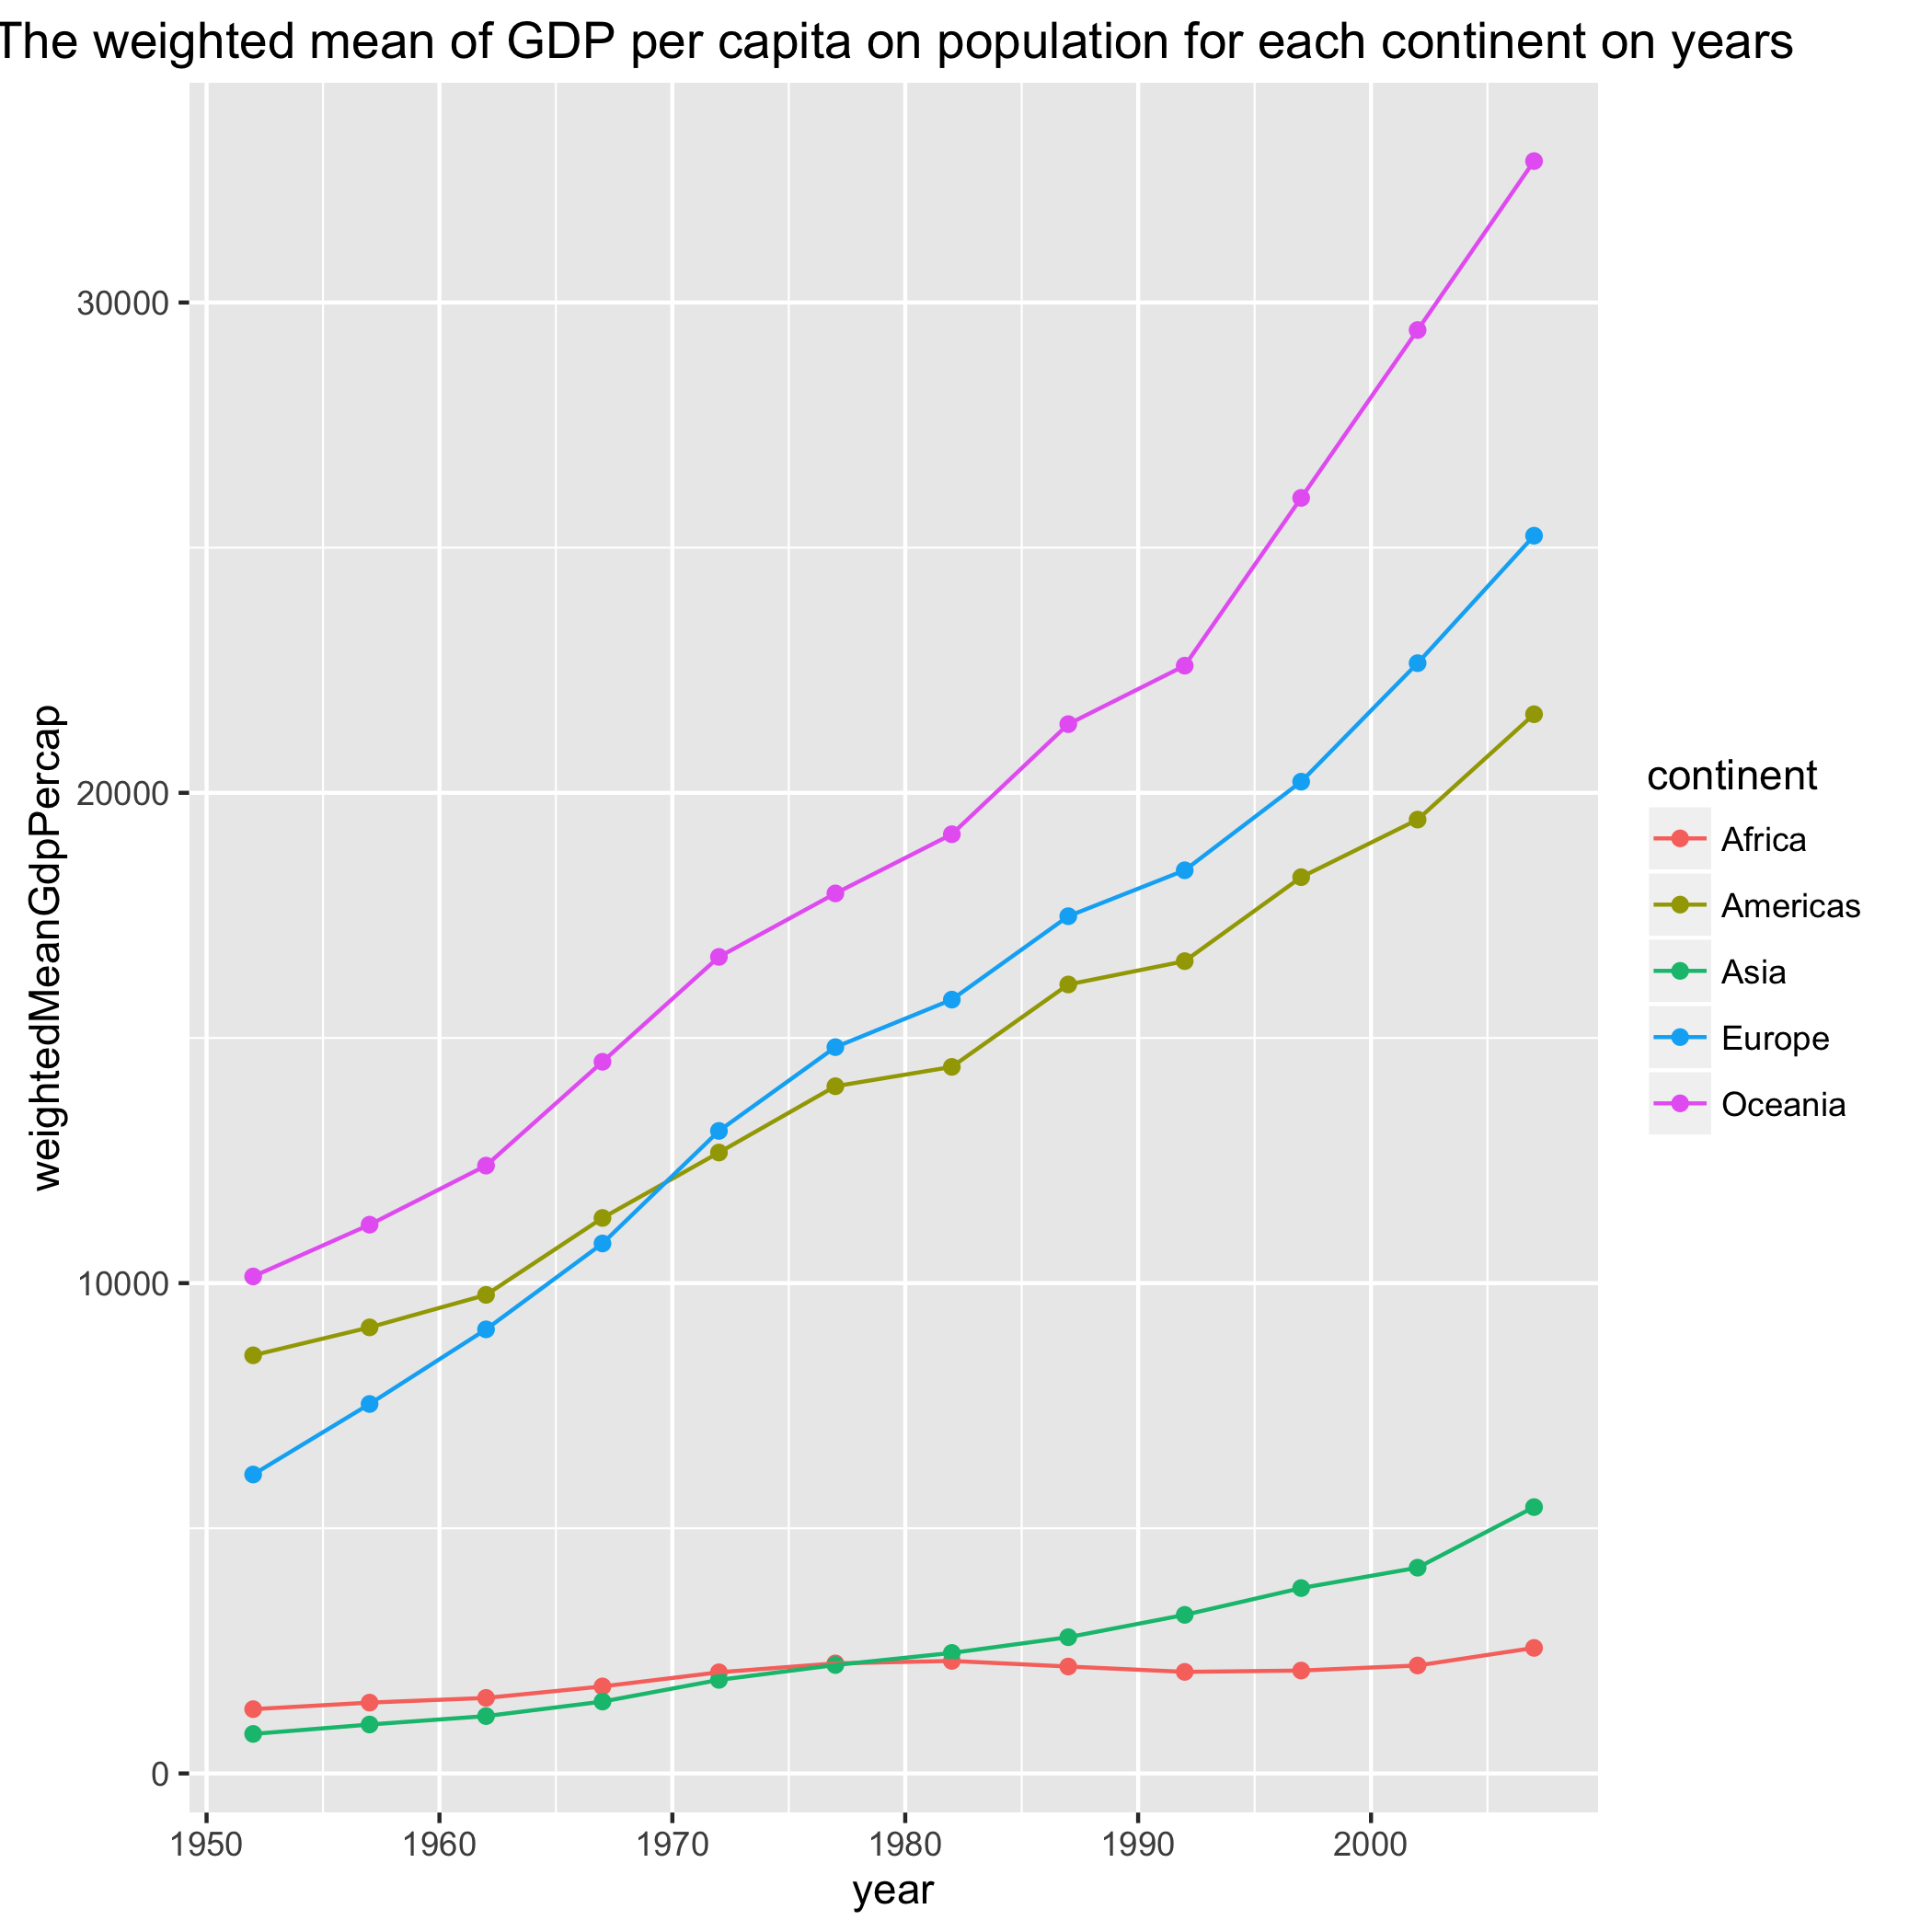 The weighted mean of GDP per capita on population for each continent on years
weightedMeanGdpPercap
30000
20000
10000
0
1950 1960 1970 1980 1990 2000
year
continent
Africa
Americas
Asia
Europe
Oceania